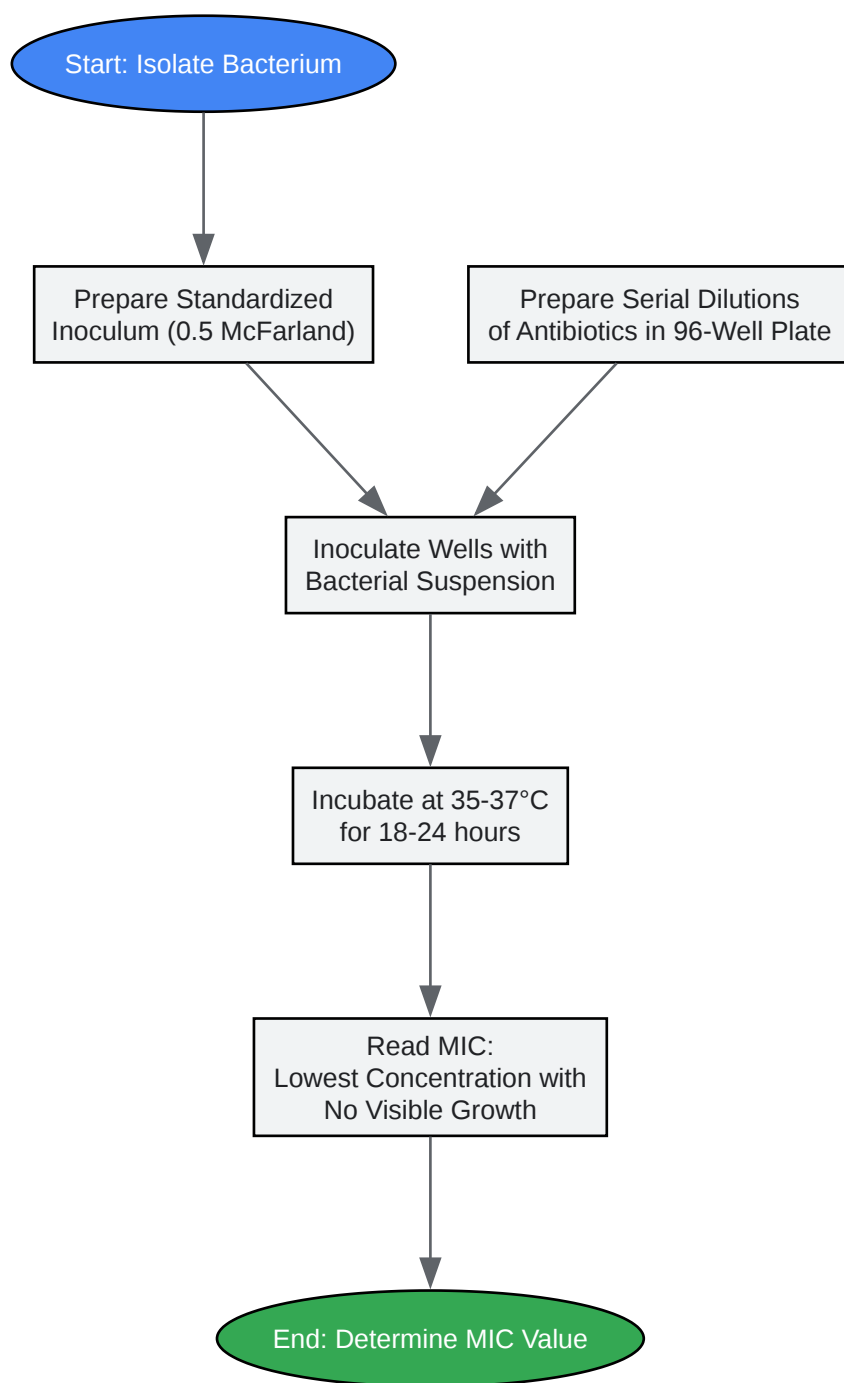 Start: Isolate Bacterium
Prepare Standardized
Inoculum (0.5 McFarland)
Prepare Serial Dilutions
of Antibiotics in 96-Well Plate
Inoculate Wells with
Bacterial Suspension
Incubate at 35-37°C
for 18-24 hours
Read MIC:
Lowest Concentration with
No Visible Growth
End: Determine MIC Value